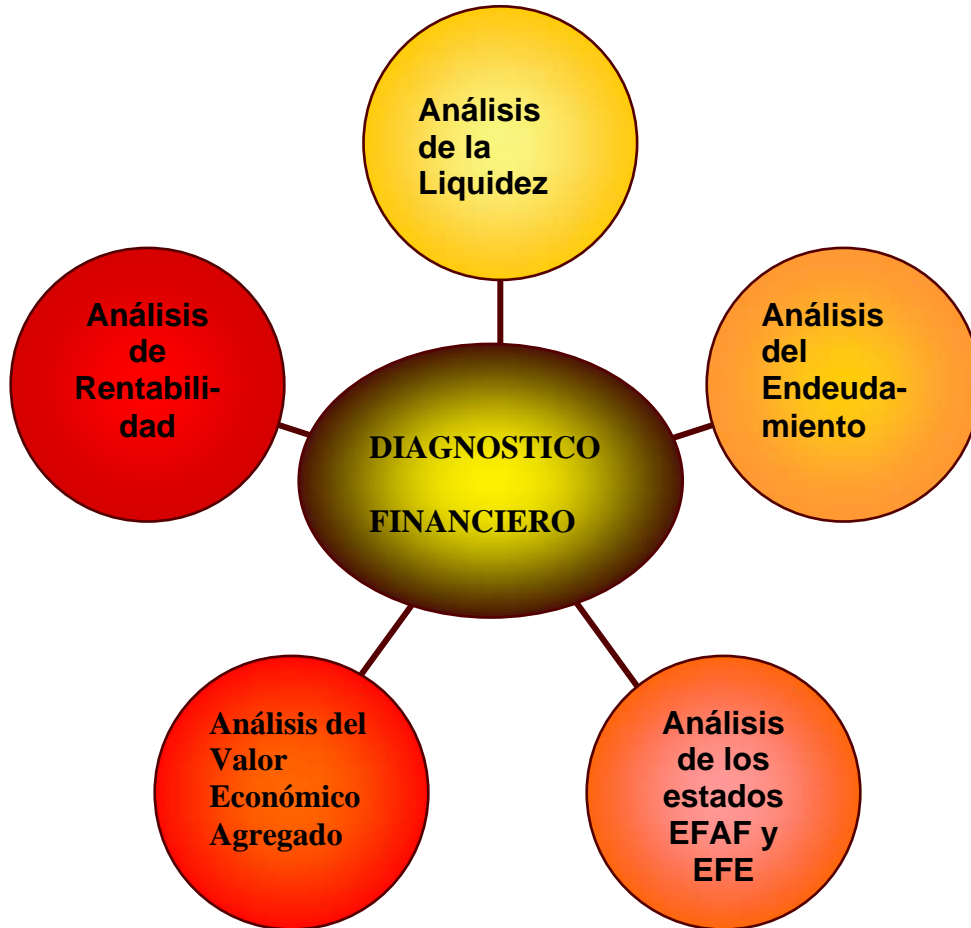 Análisis
de la
Liquidez
Análisis
de
Rentabili-
dad
Análisis
del
Endeuda-
miento
DIAGNOSTICO
FINANCIERO
Análisis del
Valor
Económico
Agregado
Análisis
de los
estados
EFAF y
EFE